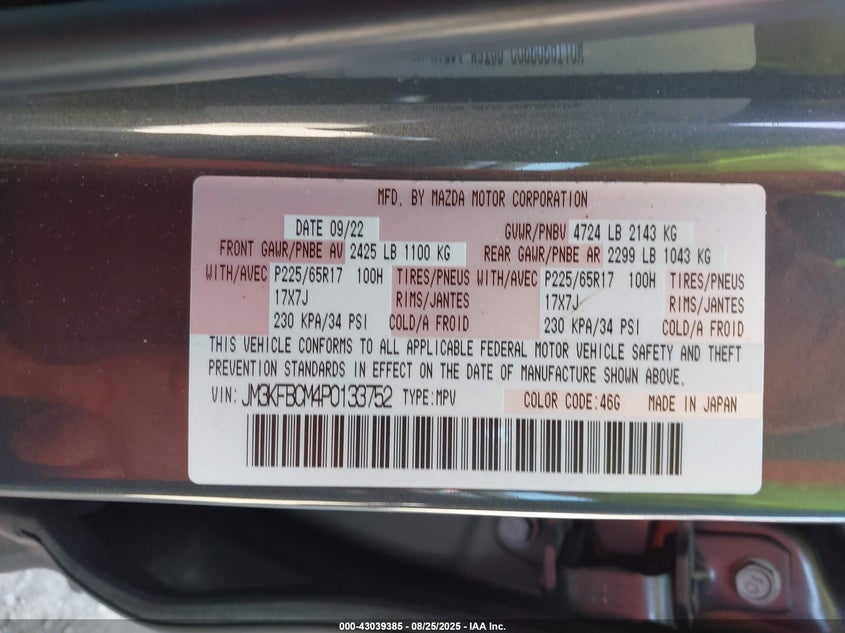 MFD. BY MAZDA MOTOR CORPORATION
DATE 09/22 GVWR/PNBV 4724 LB 2143 KG
FRONT GAWR/PNBE AV 2425 LB 1100 KG REAR GAWR/PNBE AR 2299 LB 1043 KG
WITH/AVEC P225/65R17 100H TIRES/PNEUS WITH/AVEC P225/65R17 100H TIRES/PNEUS
17X7J RIMS/JANTES 17X7J RIMS/JANTES
230 KPA/34 PSI COLD/A FROID 230 KPA/34 PSI COLD/A FROID
THIS VEHICLE CONFORMS TO ALL APPLICABLE FEDERAL MOTOR VEHICLE SAFETY AND THEFT
PREVENTION STANDARDS IN EFFECT ON THE DATE OF MANUFACTURE SHOWN ABOVE.
VIN: JM3KFBCM4P0133752 TYPE: MPV COLOR CODE:46G MADE IN JAPAN
10
000-43039385 - 08/25/2025 - IAA Inc.